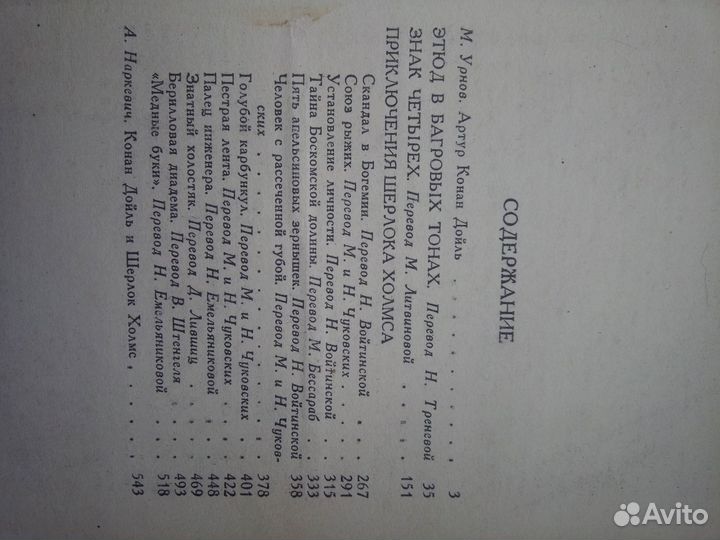 СОДЕРЖАНИЕ
М. Урнов. Артур Конан Дойль . . . . . . . . . 3
ЭТЮД В БАГРОВЫХ ТОНАХ. Перевод Н. Треневой 35
ЗНАК ЧЕТЫРЕХ. Перевод М. Литвиновой . . . . 151
ПРИКЛЮЧЕНИЯ ШЕРЛОКА ХОЛМСА
Скандал в Богемии. Перевод Н. Войтинской . . 267
Союз рыжих. Перевод М. и Н. Чуковских . . . . 291
Установление личности. Перевод Н. Войтинской . 315
Тайна Боскомской долины. Перевод М. Бессараб . . 333
Пять апельсиновых зернышек. Перевод Н. Войтинской 358
Человек с рассеченной губой. Перевод М. и Н. Чуков-
ских . . . . . . . . . . . . . . . 378
Голубой карбункул. Перевод М. и Н. Чуковских . 401
Пестрая лента. Перевод М. и Н. Чуковских . . . 422
Палец инженера. Перевод Н. Емельяниковой . . . 448
Знатный холостяк. Перевод Д. Лившиц . . . . 469
Берилловая диадема. Перевод В. Штенгеля . . . 493
«Медные буки». Перевод Н. Емельяниковой . . . 518
А. Наркевич. Конан Дойль и Шерлок Холмс . . . . . . 543
Avito